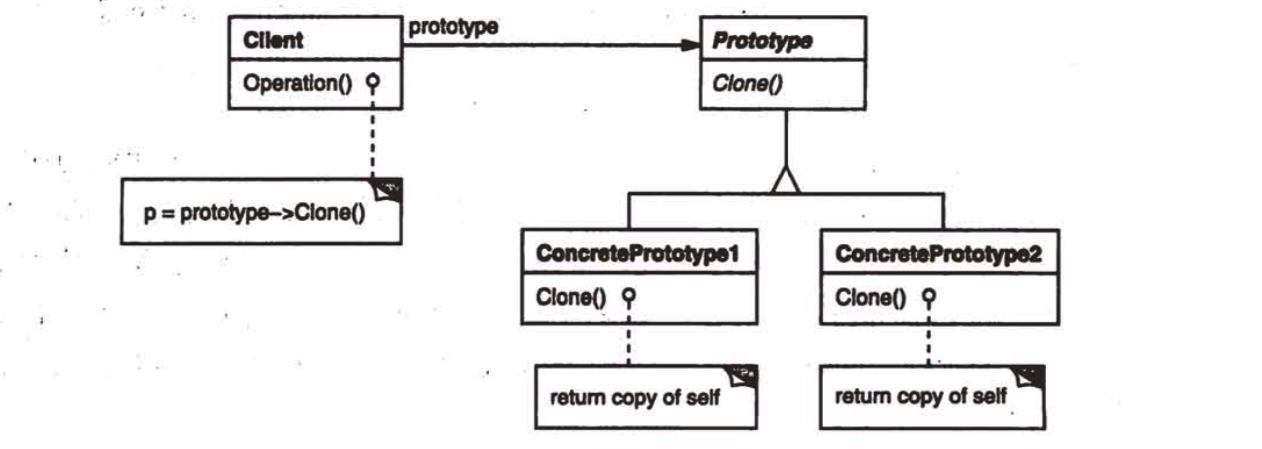 Client
Operation()
prototype
Prototype
Clone()
p = prototype–>Clone()
ConcretePrototype1
Clone()
ConcretePrototype2
Clone()
return copy of self
return copy of self